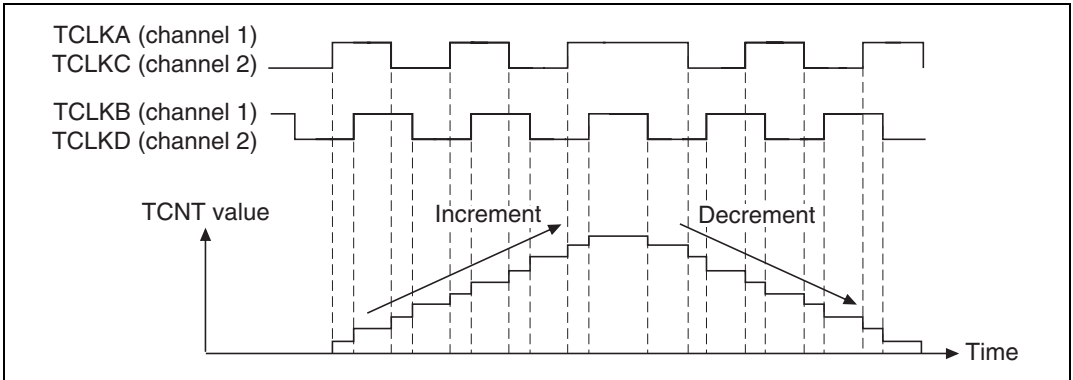 TCLKA (channel 1)
TCLKC (channel 2)
TCLKB (channel 1)
TCLKD (channel 2)
TCNT value
Increment
Decrement
Time